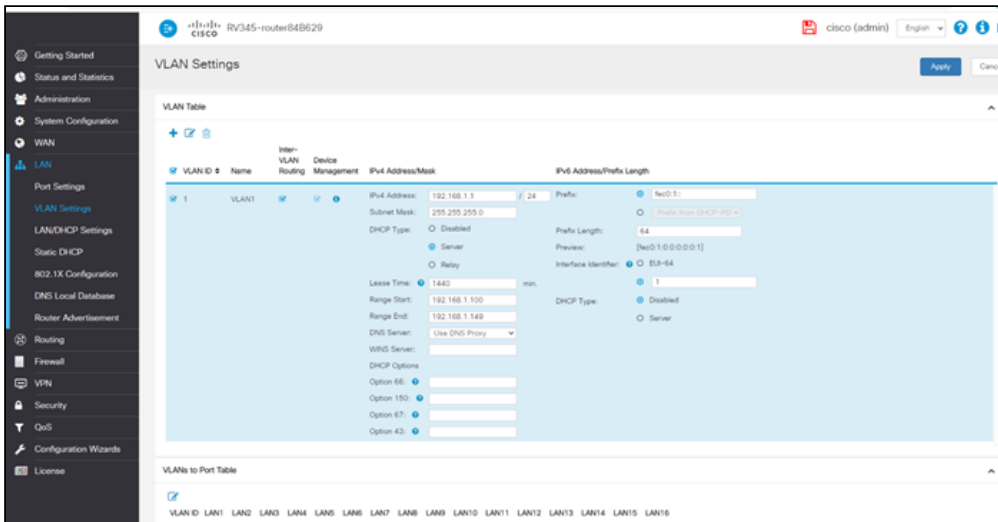 CISCO RV345-router84B629
cisco (admin) English
Getting Started
Status and Statistics
Administration
System Configuration
WAN
LAN
Port Settings
VLAN Settings
LAN/DHCP Settings
Static DHCP
802.1X Configuration
DNS Local Database
Router Advertisement
Routing
Firewall
VPN
Security
QoS
Configuration Wizards
License
VLAN Settings
Apply Canc
VLAN Table
VLAN ID Name Inter-VLAN Routing Device Management IPv4 Address/Mask IPv6 Address/Prefix Length
1 VLAN1
IPv4 Address: 192.168.1.1 / 24
Subnet Mask: 255.255.255.0
DHCP Type: Disabled
Server
Relay
Lease Time: 1440 min.
Range Start: 192.168.1.100
Range End: 192.168.1.149
DNS Server: Use DNS Proxy
WINS Server:
DHCP Options
Option 66:
Option 150:
Option 67:
Option 43:
Prefix: fec0:1::
Prefix from DHCP-PD
Prefix Length: 64
Preview: [fec0:1:0:0:0:0:0:1]
Interface Identifier: EUI-64
1
DHCP Type: Disabled
Server
VLANs to Port Table
VLAN ID LAN1 LAN2 LAN3 LAN4 LAN5 LAN6 LAN7 LAN8 LAN9 LAN10 LAN11 LAN12 LAN13 LAN14 LAN15 LAN16